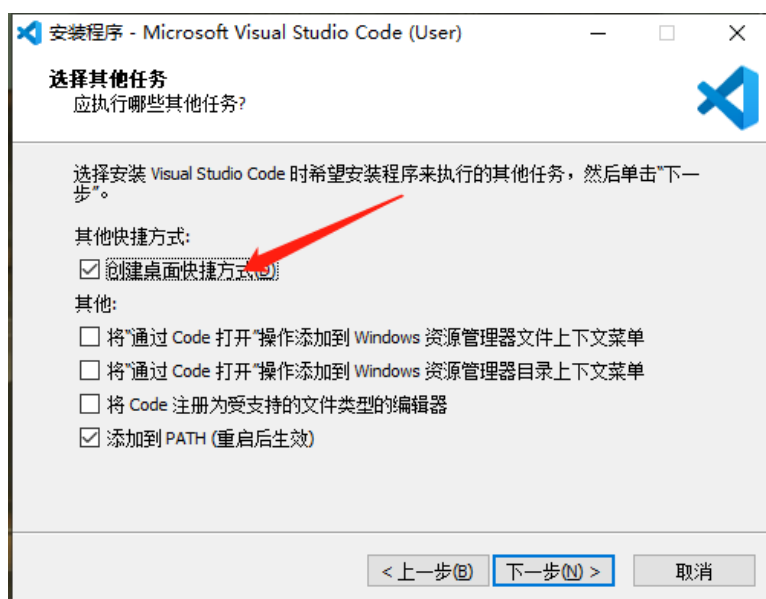 安装程序 - Microsoft Visual Studio Code (User)
选择其他任务
应执行哪些其他任务?
选择安装 Visual Studio Code 时希望安装程序来执行的其他任务，然后单击“下一
步”。
其他快捷方式:
创建桌面快捷方式(D)
其他:
将“通过 Code 打开“操作添加到 Windows 资源管理器文件上下文菜单
将“通过 Code 打开“操作添加到 Windows 资源管理器目录上下文菜单
将 Code 注册为受支持的文件类型的编辑器
添加到 PATH (重启后生效)
< 上一步(B)
下一步(N) >
取消